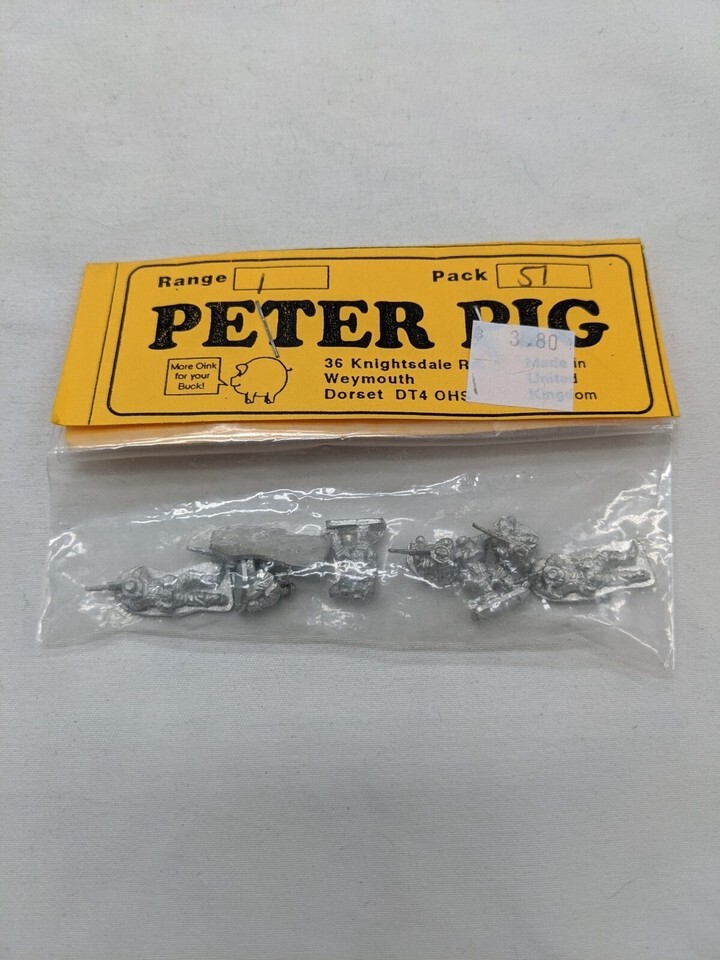 Range 1 Pack 51
PETER PIG
$ 3.80
More Oink
for your
Buck!
36 Knightsdale R
Weymouth
Dorset DT4 OHS
Made in
United
Kingdom